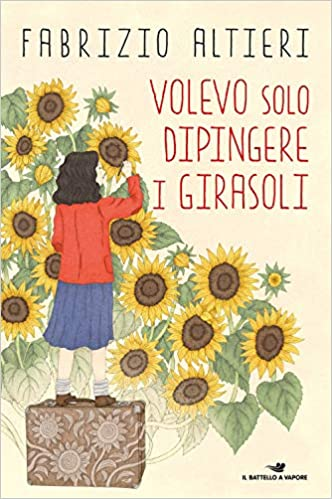 FABRIZIO ALTIERI
VOLEVO SOLO
DIPINGERE
I GIRASOLI
IL BATTELLO A VAPORE